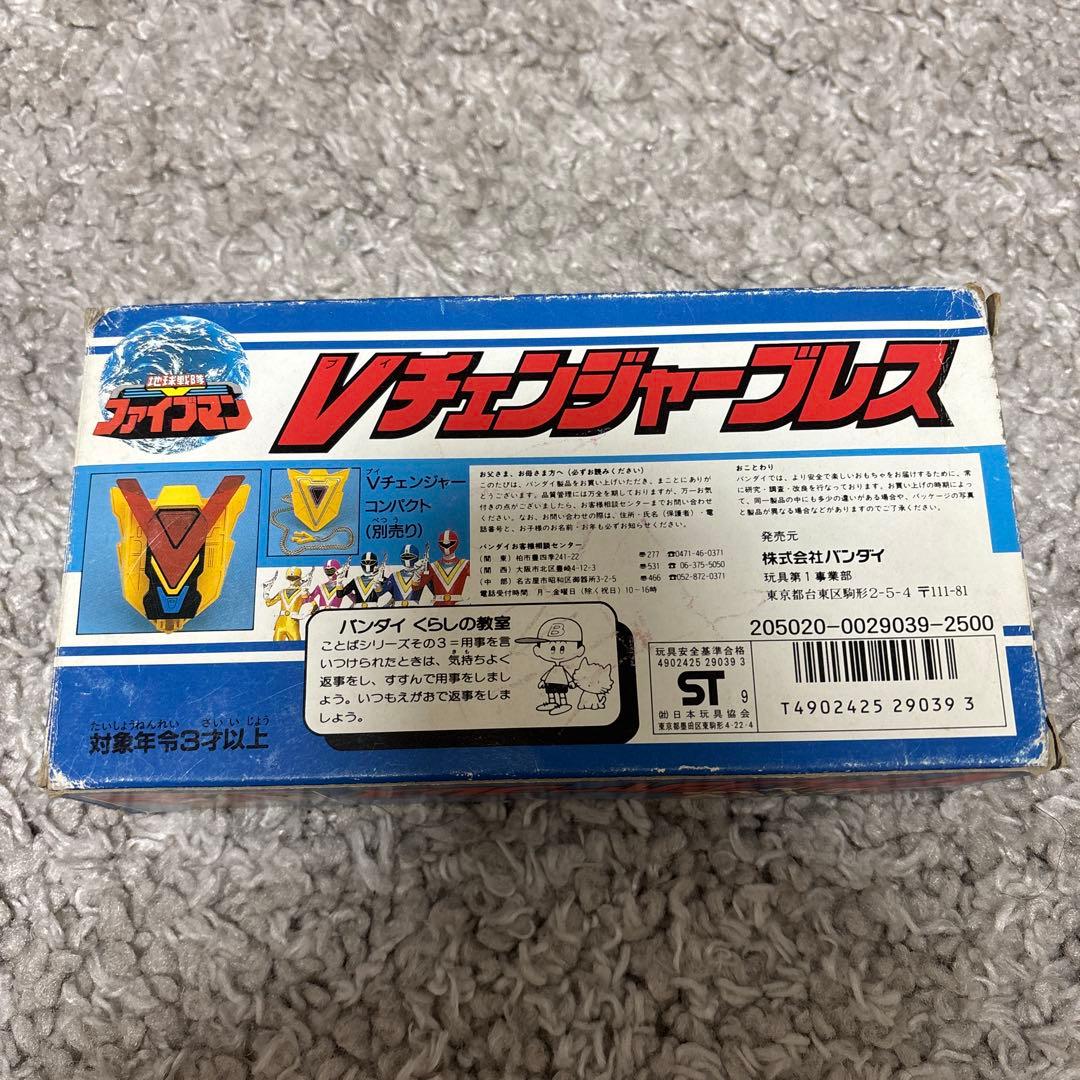 地球戦隊
ファイブマン
ブイ
Vチェンジャーブレス
ブイ
Vチェンジャー
コンパクト
べつう
(別売り)
お父さま、お母さま方へ(必ずお読みください)
このたびは、バンダイ製品をお買い上げいただき、まことにありが
とうございます。品質管理には万全を期しておりますが、万一お気
付きの点がございましたら、お客様相談センターまでお問い合わせ
ください。なお、お問い合わせの際は、住所・氏名(保護者)・電
話番号と、お子様のお名前・お年も必ずお知らせください。
バンダイお客様相談センター
(関 東)柏市豊四季241-22 〠277 ☎0471-46-0371
(関 西)大阪市北区豊崎4-12-3 〠531 ☎06-375-5050
(中 部)名古屋市昭和区御器所3-2-5 〠466 ☎052-872-0371
電話受付時間 月~金曜日(除く祝日)10~16時
おことわり
バンダイでは、より安全で楽しいおもちゃをお届けするために、常
に研究・調査・改良を行なっております。お買い上げの時期によっ
て、同一製品の中にも多少の違いがある場合や、パッケージの写真
と製品が異なる場合などがありますのでご了承ください。
発売元
株式会社バンダイ
玩具第1事業部
東京都台東区駒形2-5-4 〒111-81
205020-0029039-2500
バンダイ くらしの教室
ことばシリーズその3=用事を言
いつけられたときは、気持ちよく
きも
返事をし、すすんで用事をしまし
ょう。いつもえがおで返事をしま
しょう。
B
玩具安全基準合格
4902425 29039 3
ST 9
(社)日本玩具協会
東京都墨田区東駒形4-22-4
T4902425 29039 3
たいしょうねんれい さいいじょう
対象年令3才以上